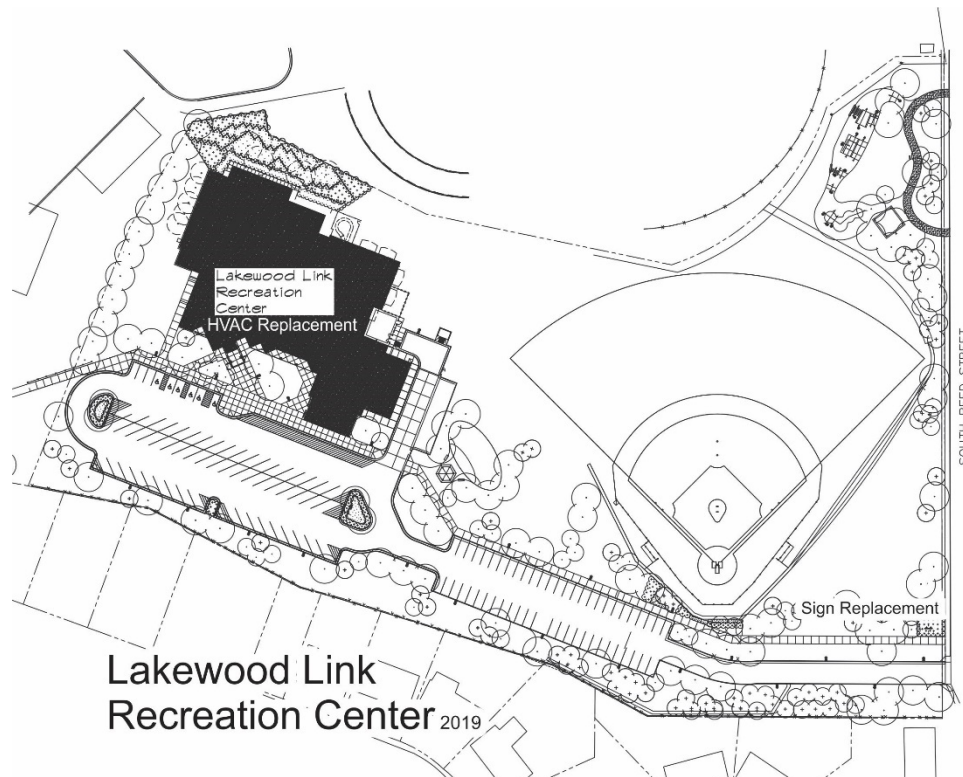 Lakewood Link
Recreation
Center
HVAC Replacement
SOUTH REED STREET
Sign Replacement
Lakewood Link
Recreation Center 2019